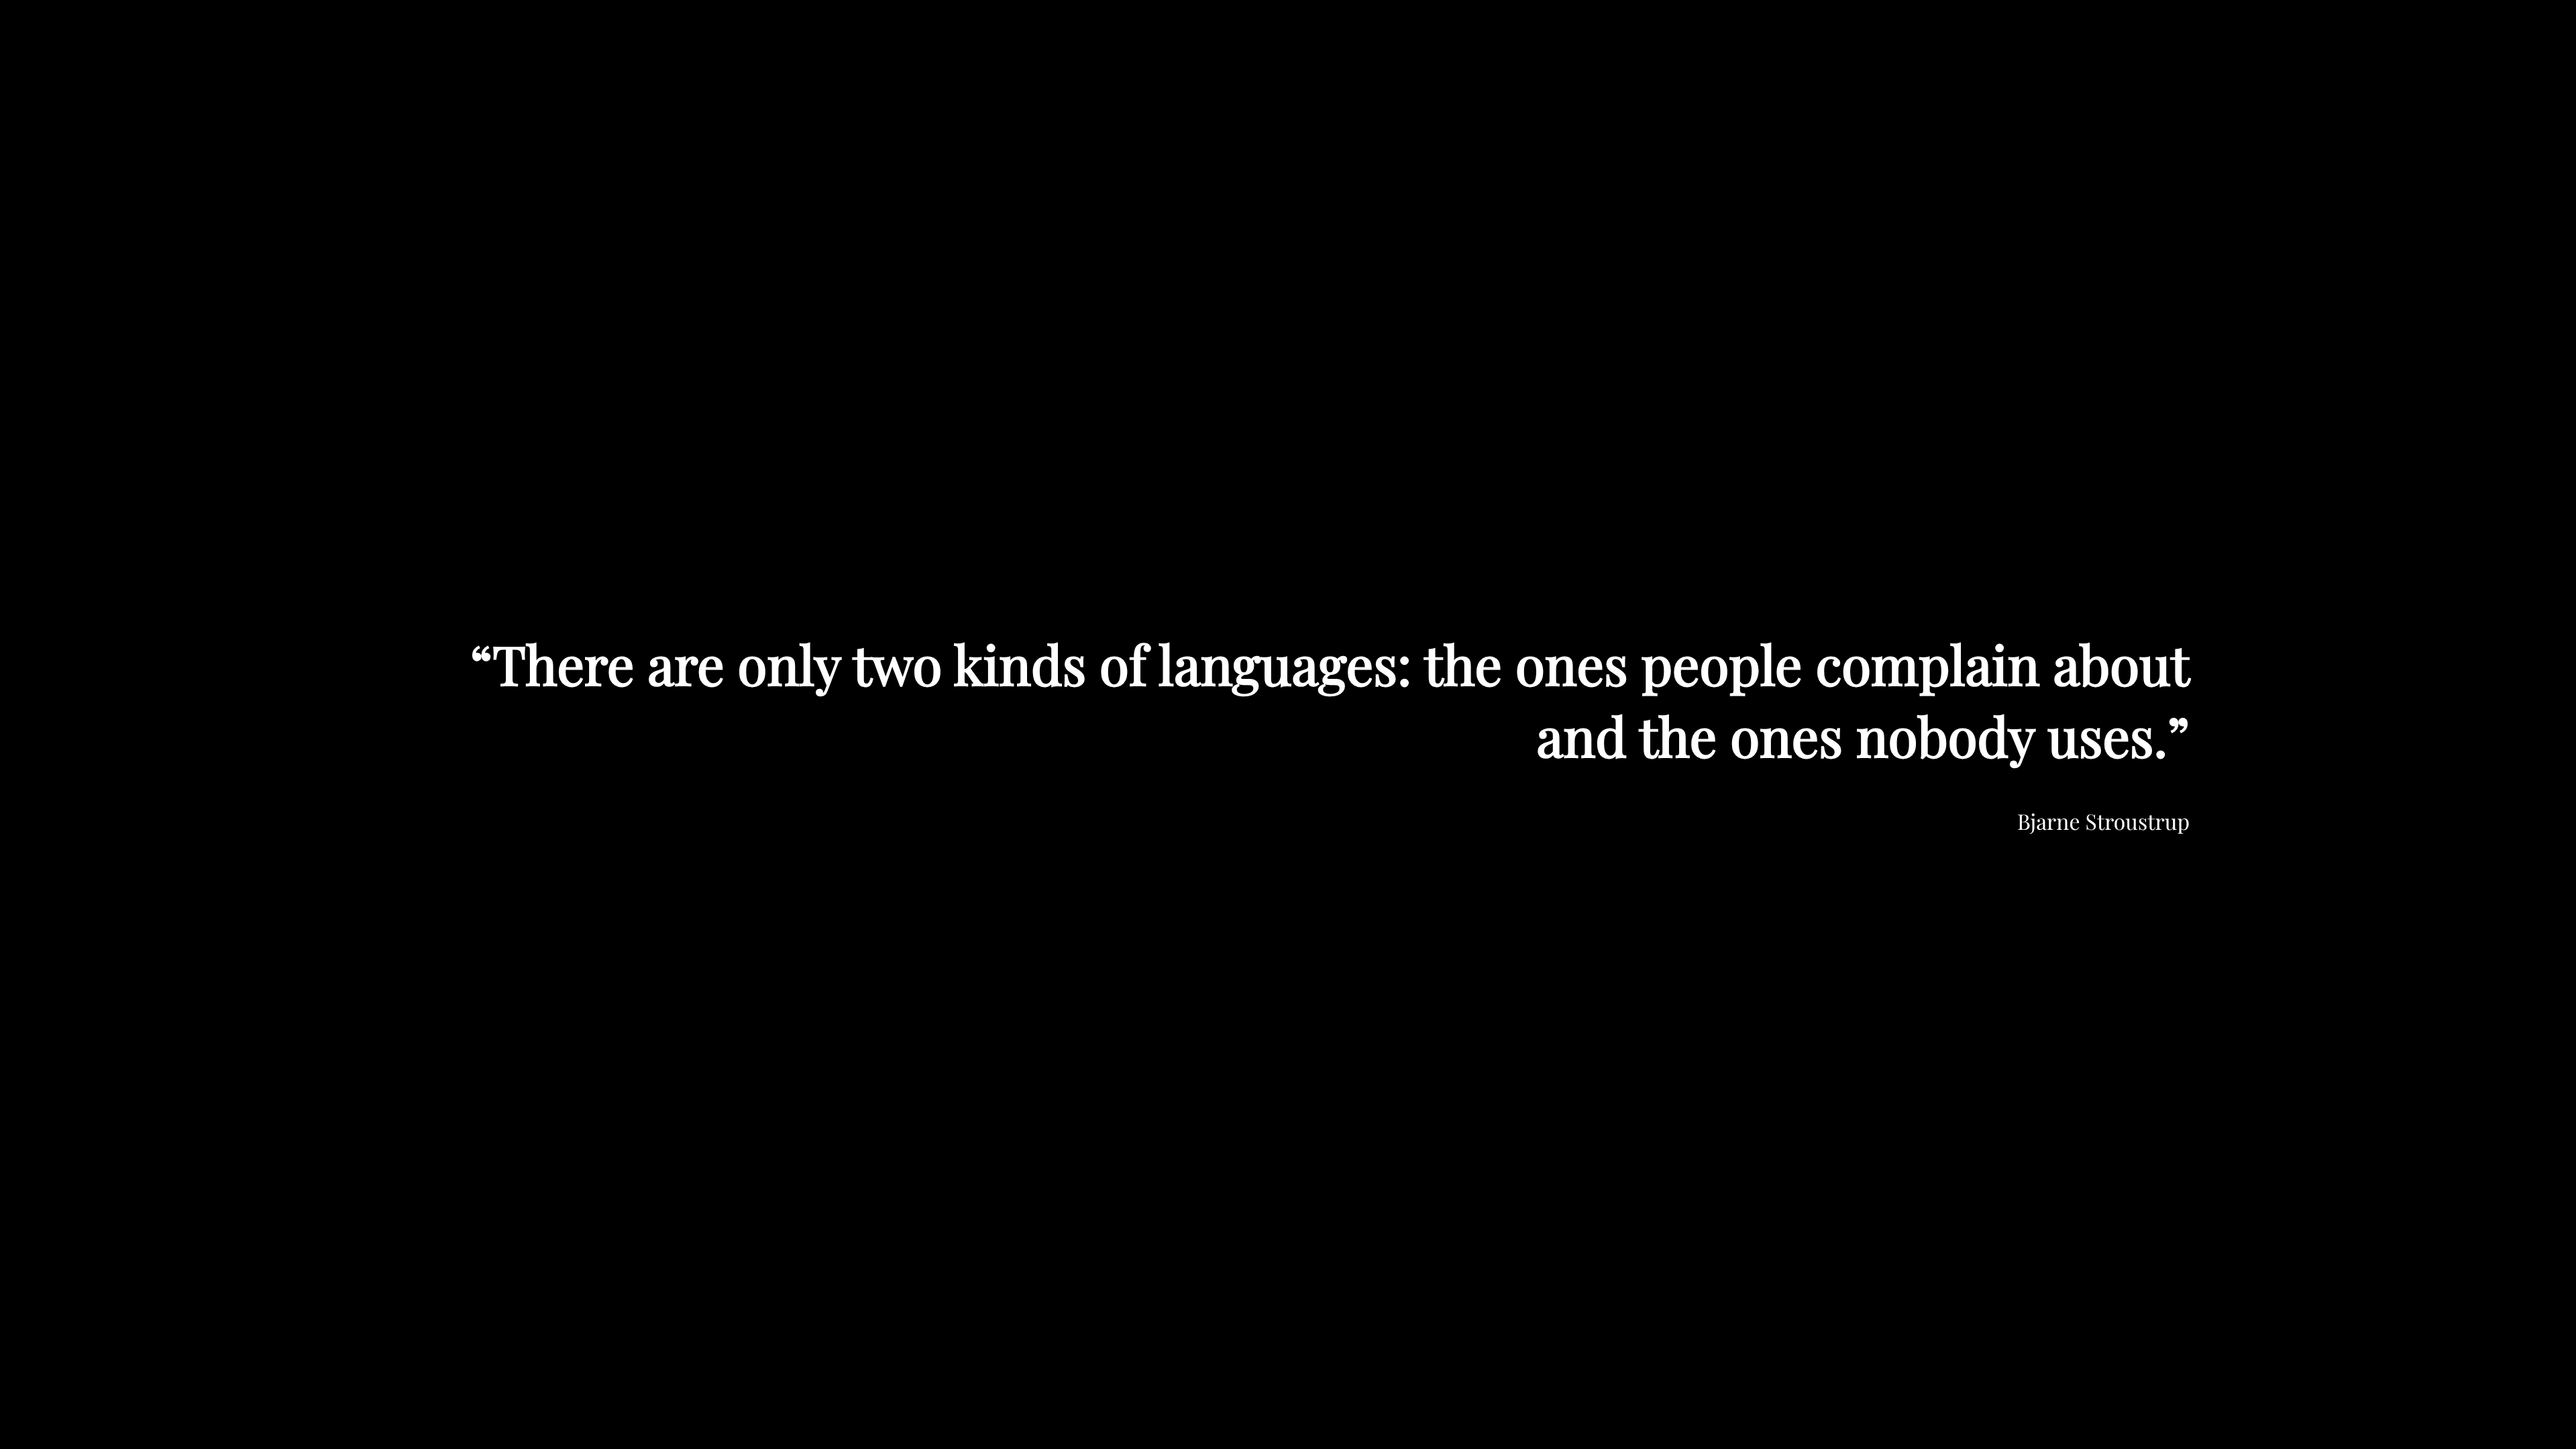 “There are only two kinds of languages: the ones people complain about
and the ones nobody uses.”
Bjarne Stroustrup